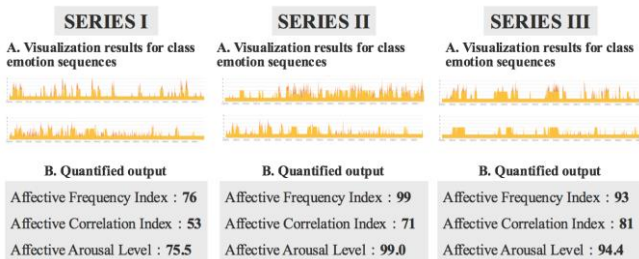 SERIES I
A. Visualization results for class
emotion sequences
B. Quantified output
Affective Frequency Index : 76
Affective Correlation Index : 53
Affective Arousal Level : 75.5
SERIES II
A. Visualization results for class
emotion sequences
B. Quantified output
Affective Frequency Index : 99
Affective Correlation Index : 71
Affective Arousal Level : 99.0
SERIES III
A. Visualization results for class
emotion sequences
B. Quantified output
Affective Frequency Index : 93
Affective Correlation Index : 81
Affective Arousal Level : 94.4